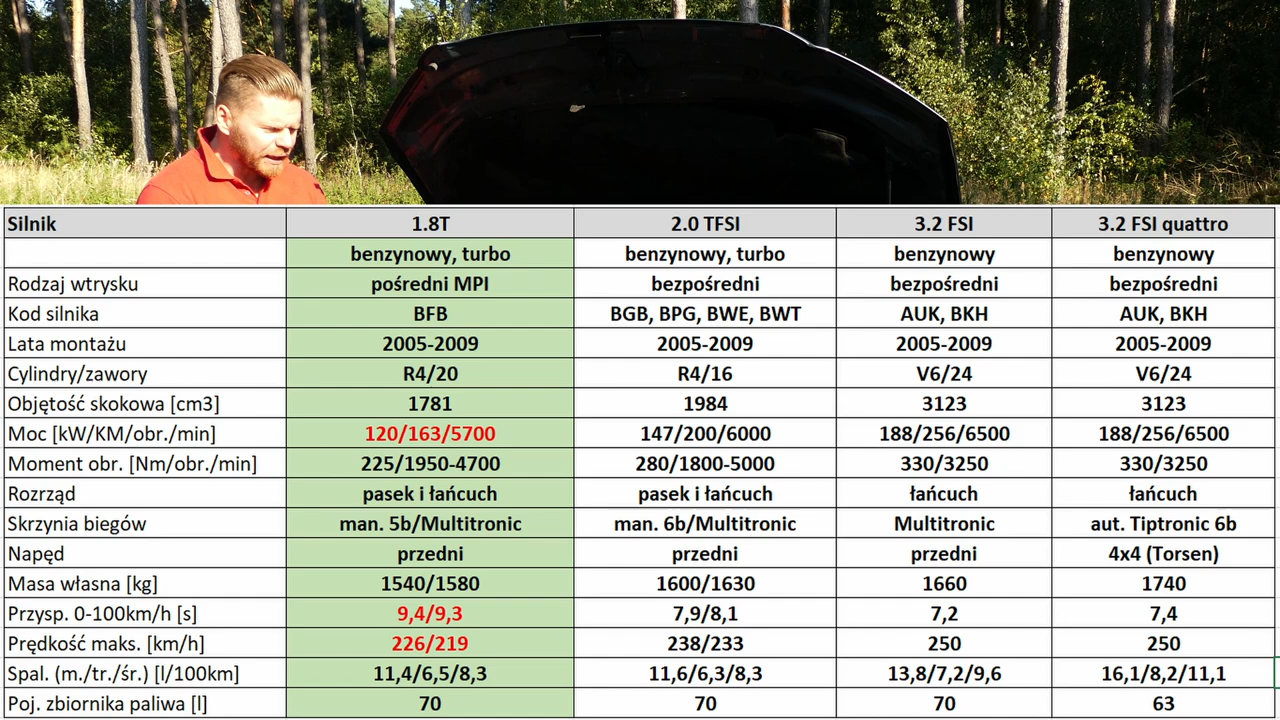 Silnik 1.8T 2.0 TFSI 3.2 FSI 3.2 FSI quattro
benzynowy, turbo benzynowy, turbo benzynowy benzynowy
Rodzaj wtrysku pośredni MPI bezpośredni bezpośredni bezpośredni
Kod silnika BFB BGB, BPG, BWE, BWT AUK, BKH AUK, BKH
Lata montażu 2005-2009 2005-2009 2005-2009 2005-2009
Cylindry/zawory R4/20 R4/16 V6/24 V6/24
Objętość skokowa [cm3] 1781 1984 3123 3123
Moc [kW/KM/obr./min] 120/163/5700 147/200/6000 188/256/6500 188/256/6500
Moment obr. [Nm/obr./min] 225/1950-4700 280/1800-5000 330/3250 330/3250
Rozrząd pasek i łańcuch pasek i łańcuch łańcuch łańcuch
Skrzynia biegów man. 5b/Multitronic man. 6b/Multitronic Multitronic aut. Tiptronic 6b
Napęd przedni przedni przedni 4x4 (Torsen)
Masa własna [kg] 1540/1580 1600/1630 1660 1740
Przysp. 0-100km/h [s] 9,4/9,3 7,9/8,1 7,2 7,4
Prędkość maks. [km/h] 226/219 238/233 250 250
Spal. (m./tr./śr.) [l/100km] 11,4/6,5/8,3 11,6/6,3/8,3 13,8/7,2/9,6 16,1/8,2/11,1
Poj. zbiornika paliwa [l] 70 70 70 63